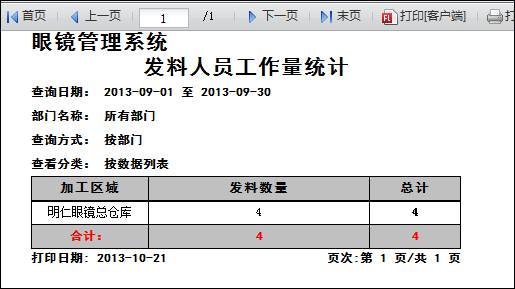 首页 上一页 1 /1 下一页 末页 打印[客户端]
眼镜管理系统
发料人员工作量统计
查询日期： 2013-09-01 至 2013-09-30
部门名称： 所有部门
查询方式： 按部门
查看分类： 按数据列表
加工区域 发料数量 总计
明仁眼镜总仓库 4 4
合计： 4 4
打印日期: 2013-10-21 页次:第 1 页/共 1 页